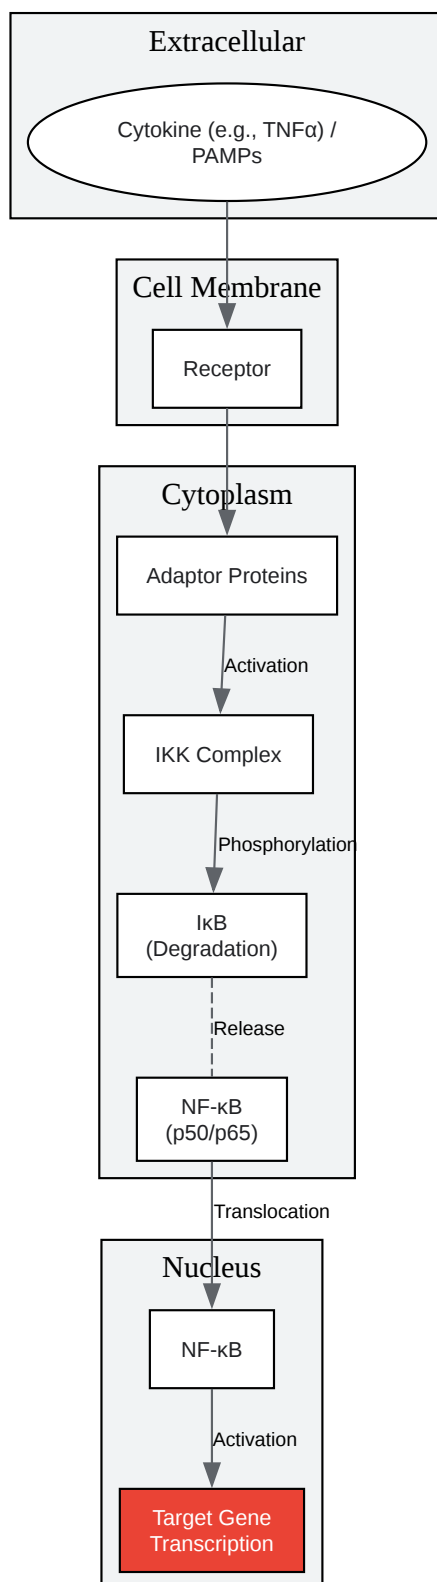 Extracellular
Cytokine (e.g., TNFα) /
PAMPs
Cell Membrane
Receptor
Cytoplasm
Adaptor Proteins
Activation
IKK Complex
Phosphorylation
IκB
(Degradation)
Release
NF-κB
(p50/p65)
Translocation
Nucleus
NF-κB
Activation
Target Gene
Transcription